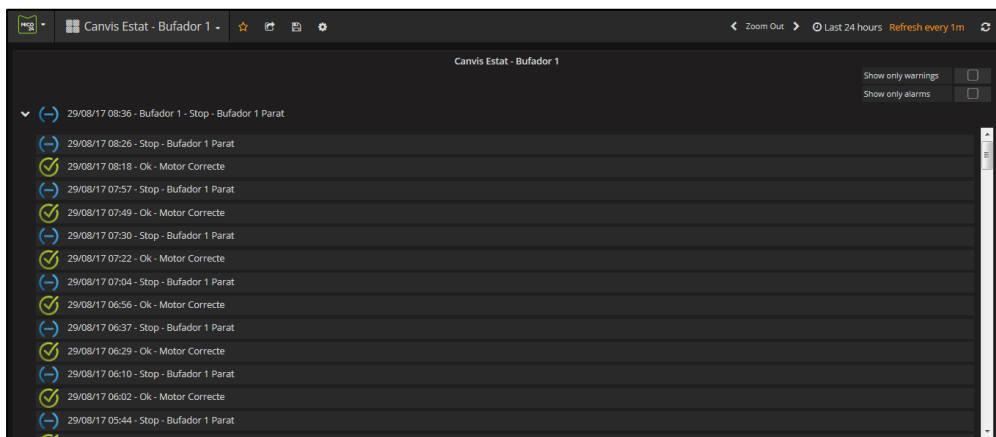 Canvis Estat - Bufador 1
Zoom Out Last 24 hours Refresh every 1m
Canvis Estat - Bufador 1
Show only warnings
Show only alarms
29/08/17 08:36 - Bufador 1 - Stop - Bufador 1 Parat
29/08/17 08:26 - Stop - Bufador 1 Parat
29/08/17 08:18 - Ok - Motor Correcte
29/08/17 07:57 - Stop - Bufador 1 Parat
29/08/17 07:49 - Ok - Motor Correcte
29/08/17 07:30 - Stop - Bufador 1 Parat
29/08/17 07:22 - Ok - Motor Correcte
29/08/17 07:04 - Stop - Bufador 1 Parat
29/08/17 06:56 - Ok - Motor Correcte
29/08/17 06:37 - Stop - Bufador 1 Parat
29/08/17 06:29 - Ok - Motor Correcte
29/08/17 06:10 - Stop - Bufador 1 Parat
29/08/17 06:02 - Ok - Motor Correcte
29/08/17 05:44 - Stop - Bufador 1 Parat